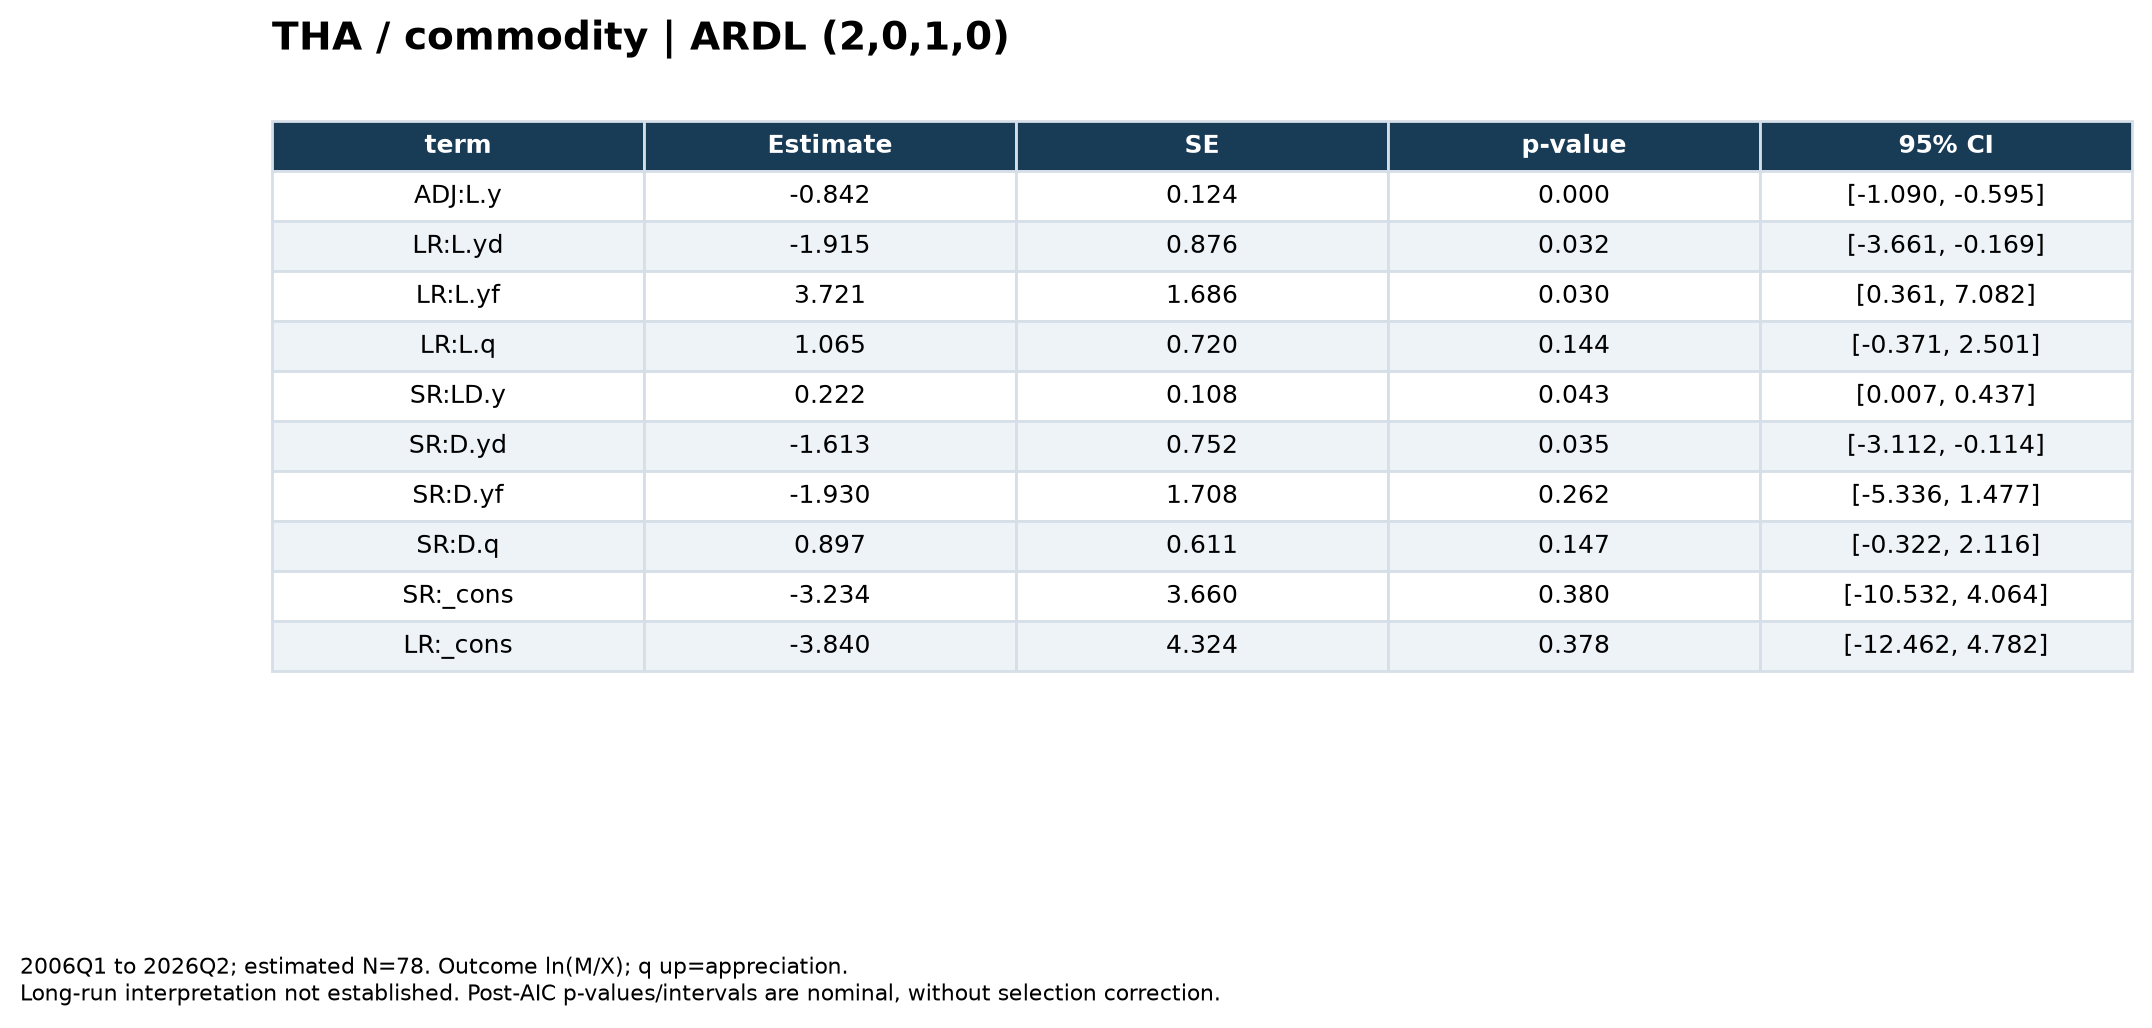 THA / commodity | ARDL (2,0,1,0)
term Estimate SE p-value 95% CI
ADJ:L.y -0.842 0.124 0.000 [-1.090, -0.595]
LR:L.yd -1.915 0.876 0.032 [-3.661, -0.169]
LR:L.yf 3.721 1.686 0.030 [0.361, 7.082]
LR:L.q 1.065 0.720 0.144 [-0.371, 2.501]
SR:LD.y 0.222 0.108 0.043 [0.007, 0.437]
SR:D.yd -1.613 0.752 0.035 [-3.112, -0.114]
SR:D.yf -1.930 1.708 0.262 [-5.336, 1.477]
SR:D.q 0.897 0.611 0.147 [-0.322, 2.116]
SR:_cons -3.234 3.660 0.380 [-10.532, 4.064]
LR:_cons -3.840 4.324 0.378 [-12.462, 4.782]
2006Q1 to 2026Q2; estimated N=78. Outcome ln(M/X); q up=appreciation.
Long-run interpretation not established. Post-AIC p-values/intervals are nominal, without selection correction.